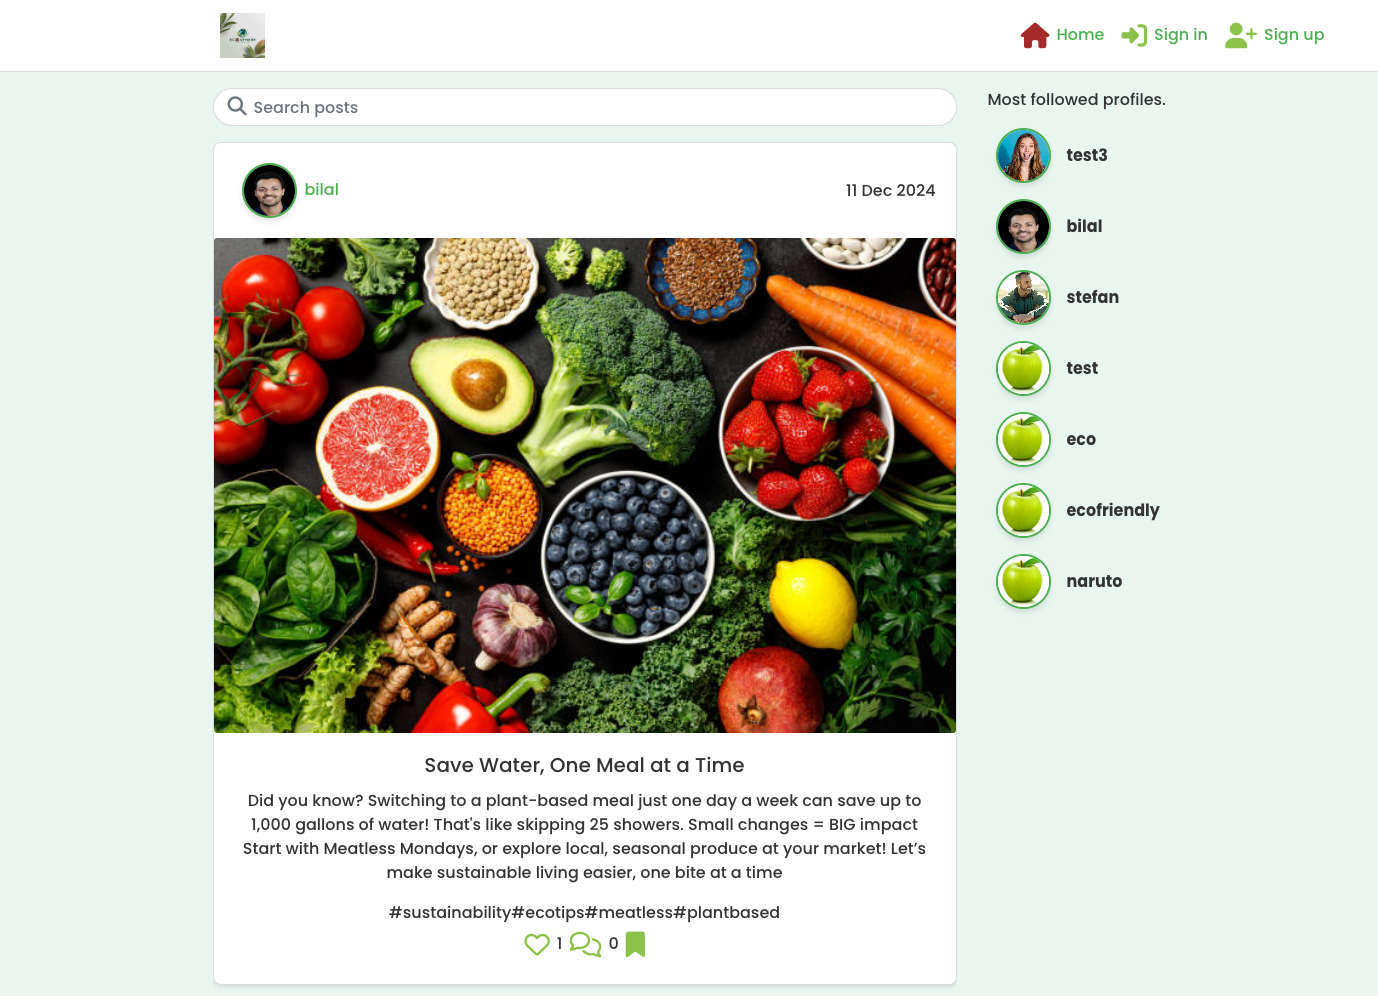 Home
Sign in
Sign up
Search posts
Most followed profiles.
bilal
11 Dec 2024
test3
bilal
stefan
test
eco
ecofriendly
naruto
Save Water, One Meal at a Time
Did you know? Switching to a plant-based meal just one day a week can save up to
1,000 gallons of water! That's like skipping 25 showers. Small changes = BIG impact
Start with Meatless Mondays, or explore local, seasonal produce at your market! Let’s
make sustainable living easier, one bite at a time
#sustainability#ecotips#meatless#plantbased
1 0